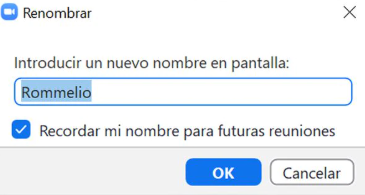 Renombrar
Introducir un nuevo nombre en pantalla:
Rommelio
Recordar mi nombre para futuras reuniones
OK
Cancelar